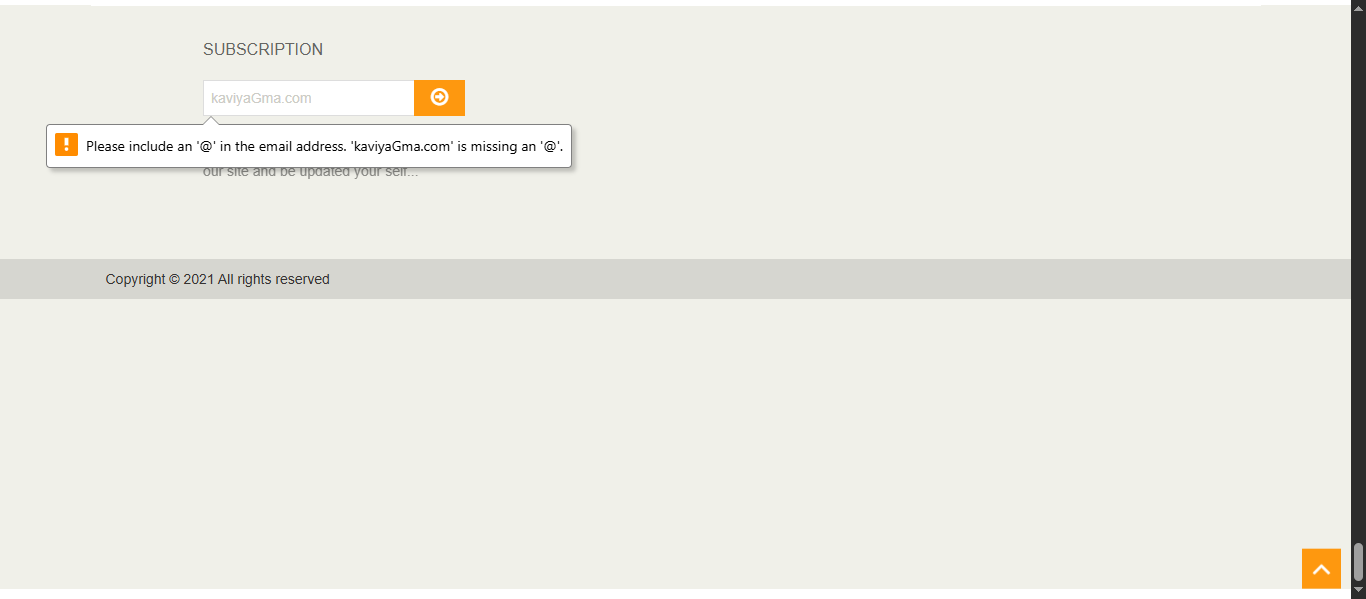 SUBSCRIPTION
kaviyaGma.com
Please include an '@' in the email address. 'kaviyaGma.com' is missing an '@'.
our site and be updated your self...
Copyright © 2021 All rights reserved